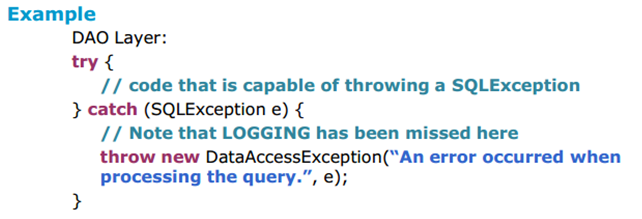 Example
DAO Layer:
try {
// code that is capable of throwing a SQLException
} catch (SQLException e) {
// Note that LOGGING has been missed here
throw new DataAccessException(“An error occurred when
processing the query.”, e);
}